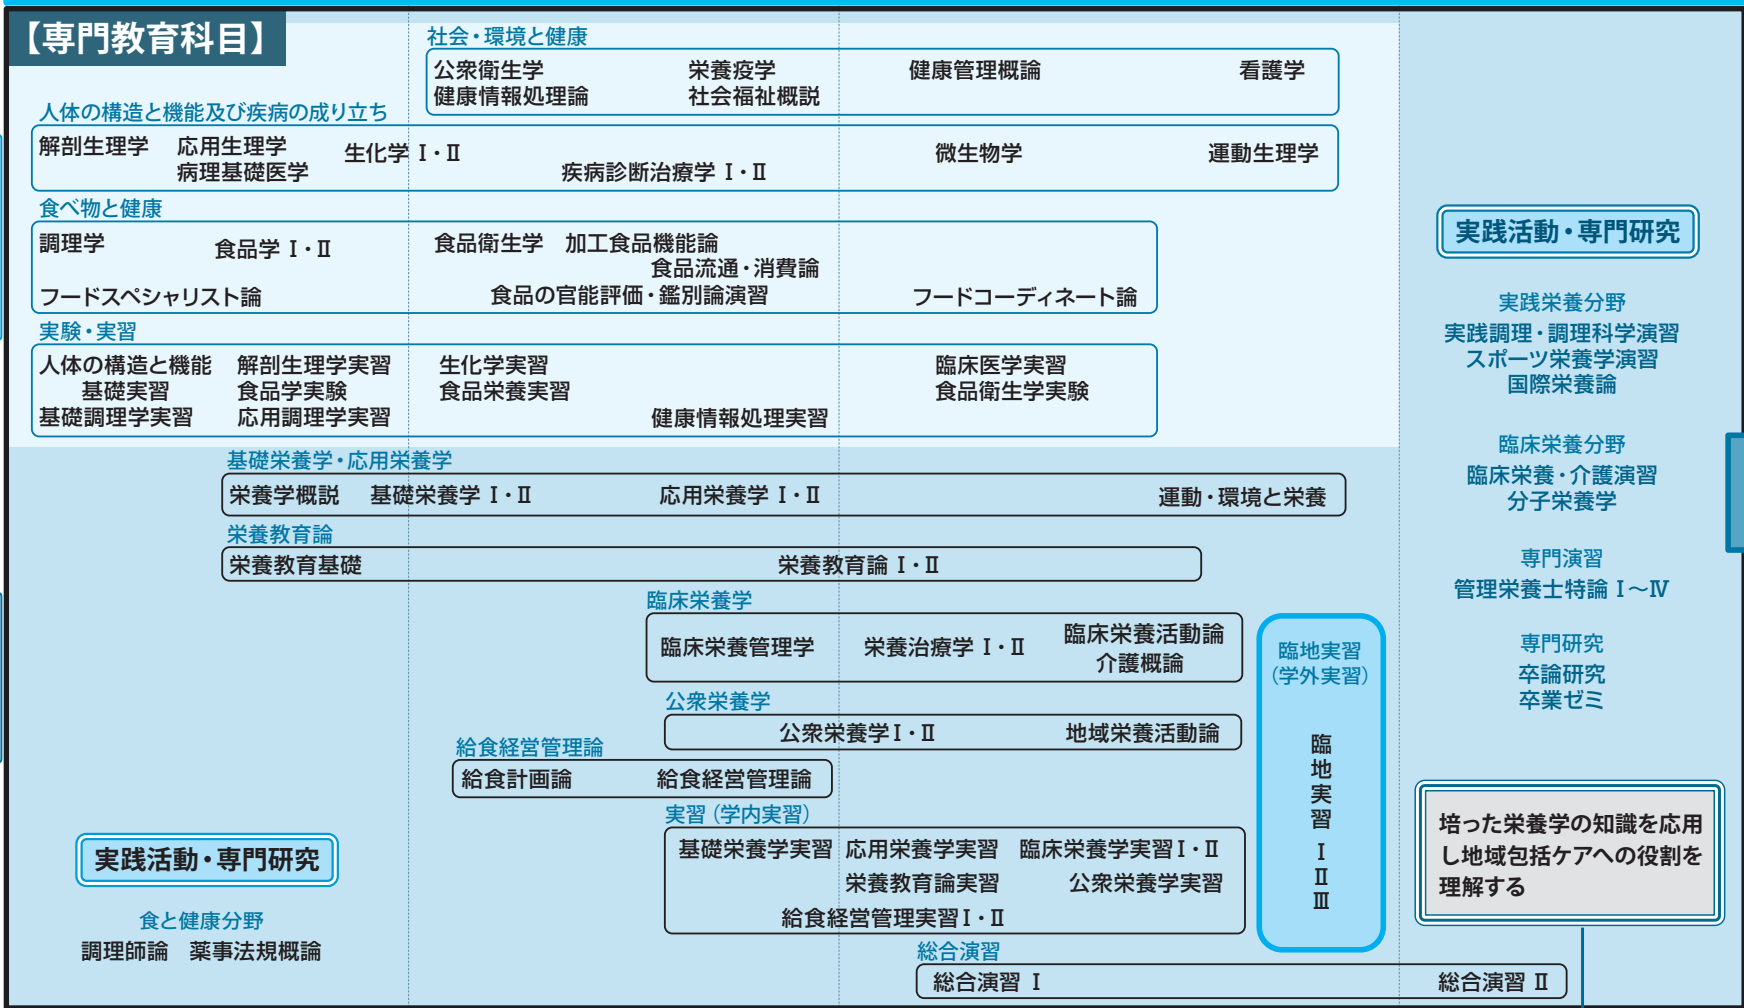 【専門教育科目】
社会・環境と健康
公衆衛生学 栄養疫学 健康管理概論 看護学
健康情報処理論 社会福祉概説
人体の構造と機能及び疾病の成り立ち
解剖生理学 応用生理学 生化学 Ⅰ・Ⅱ 微生物学 運動生理学
病理基礎医学 疾病診断治療学 Ⅰ・Ⅱ
食べ物と健康
調理学 食品学 Ⅰ・Ⅱ 食品衛生学 加工食品機能論
食品流通・消費論
フードスペシャリスト論 食品の官能評価・鑑別論演習 フードコーディネート論
実験・実習
人体の構造と機能 解剖生理学実習 生化学実習 臨床医学実習
基礎実習 食品学実験 食品栄養実習 食品衛生学実験
基礎調理学実習 応用調理学実習 健康情報処理実習
基礎栄養学・応用栄養学
栄養学概説 基礎栄養学 Ⅰ・Ⅱ 応用栄養学 Ⅰ・Ⅱ 運動・環境と栄養
栄養教育論
栄養教育基礎 栄養教育論 Ⅰ・Ⅱ
臨床栄養学
臨床栄養管理学 栄養治療学 Ⅰ・Ⅱ 臨床栄養活動論
介護概論
公衆栄養学
公衆栄養学Ⅰ・Ⅱ 地域栄養活動論
給食経営管理論
給食計画論 給食経営管理論
実習（学内実習）
基礎栄養学実習 応用栄養学実習 臨床栄養学実習Ⅰ・Ⅱ
栄養教育論実習 公衆栄養学実習
給食経営管理実習Ⅰ・Ⅱ
総合演習
総合演習 Ⅰ 総合演習 Ⅱ
臨地実習
（学外実習）
臨地実習 Ⅰ Ⅱ Ⅲ
実践活動・専門研究
食と健康分野
調理師論 薬事法規概論
実践活動・専門研究
実践栄養分野
実践調理・調理科学演習
スポーツ栄養学演習
国際栄養論
臨床栄養分野
臨床栄養・介護演習
分子栄養学
専門演習
管理栄養士特論 Ⅰ～Ⅳ
専門研究
卒論研究
卒業ゼミ
培った栄養学の知識を応用
し地域包括ケアへの役割を
理解する